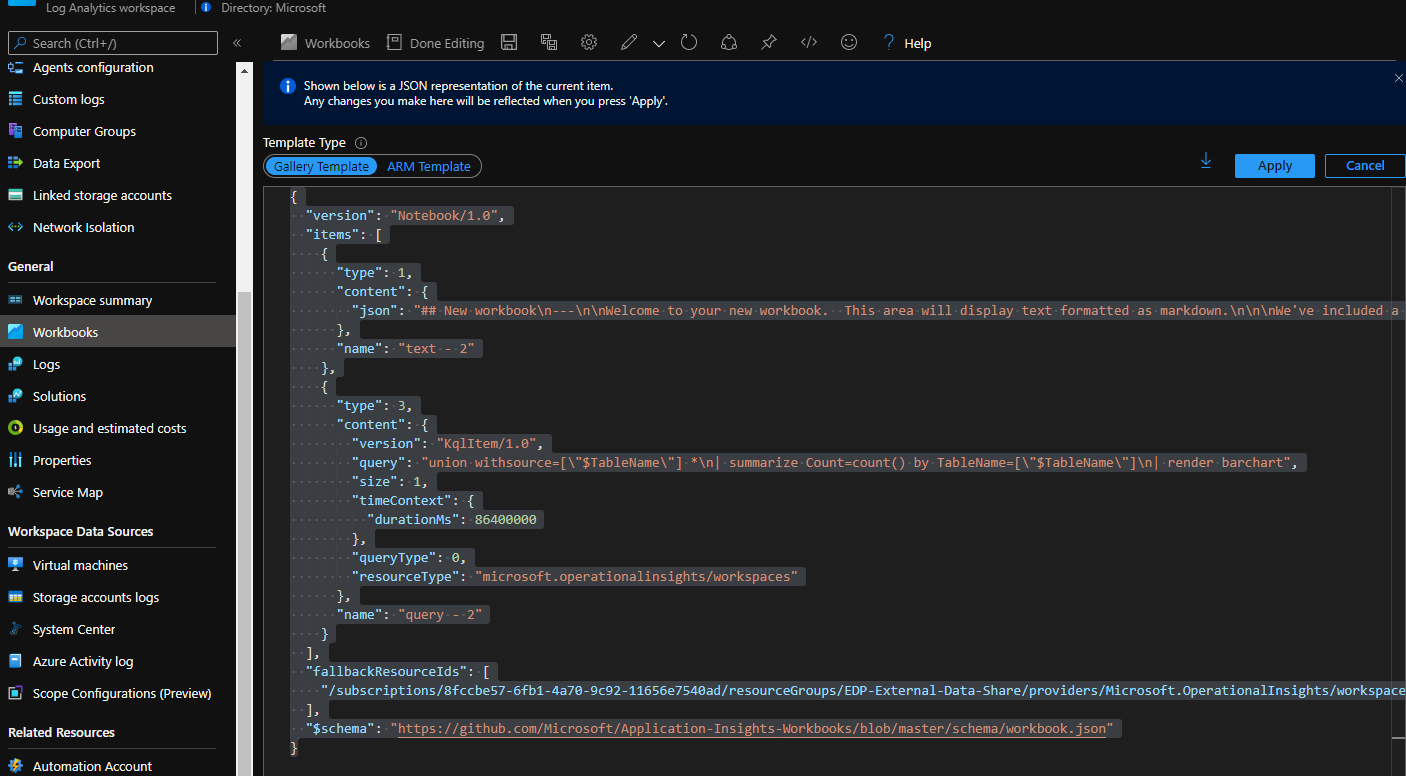 Log Analytics workspace
Directory: Microsoft
Search (Ctrl+/)
«
Workbooks
Done Editing
Help
Agents configuration
Custom logs
Computer Groups
Data Export
Linked storage accounts
Network Isolation
General
Workspace summary
Workbooks
Logs
Solutions
Usage and estimated costs
Properties
Service Map
Workspace Data Sources
Virtual machines
Storage accounts logs
System Center
Azure Activity log
Scope Configurations (Preview)
Related Resources
Automation Account
Shown below is a JSON representation of the current item.
Any changes you make here will be reflected when you press 'Apply'.
Template Type
Gallery Template
ARM Template
Apply
Cancel
{
"version": "Notebook/1.0",
"items": [
{
"type": 1,
"content": {
"json": "## New workbook\n---\n\nWelcome to your new workbook.  This area will display text formatted as markdown.\n\n\nWe've included a
},
"name": "text - 2"
},
{
"type": 3,
"content": {
"version": "KqlItem/1.0",
"query": "union withsource=[\"$TableName\"] *\n| summarize Count=count() by TableName=[\"$TableName\"]\n| render barchart",
"size": 1,
"timeContext": {
"durationMs": 86400000
},
"queryType": 0,
"resourceType": "microsoft.operationalinsights/workspaces"
},
"name": "query - 2"
}
],
"fallbackResourceIds": [
"/subscriptions/8fccbe57-6fb1-4a70-9c92-11656e7540ad/resourceGroups/EDP-External-Data-Share/providers/Microsoft.OperationalInsights/workspace
],
"$schema": "https://github.com/Microsoft/Application-Insights-Workbooks/blob/master/schema/workbook.json"
}